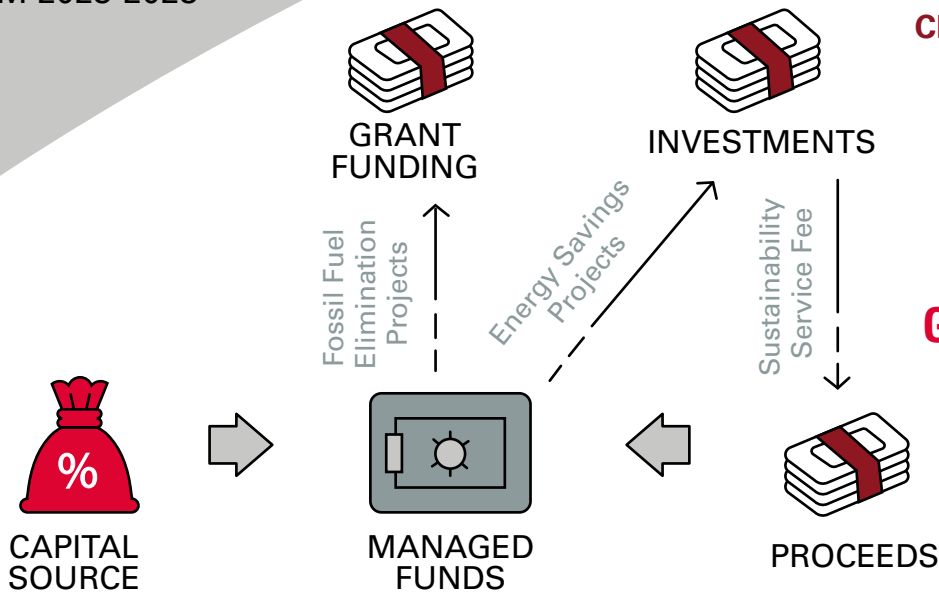 GRANT
FUNDING
INVESTMENTS
Fossil Fuel
Elimination
Projects
Energy Savings
Projects
Sustainability
Service Fee
%
CAPITAL
SOURCE
MANAGED
FUNDS
PROCEEDS